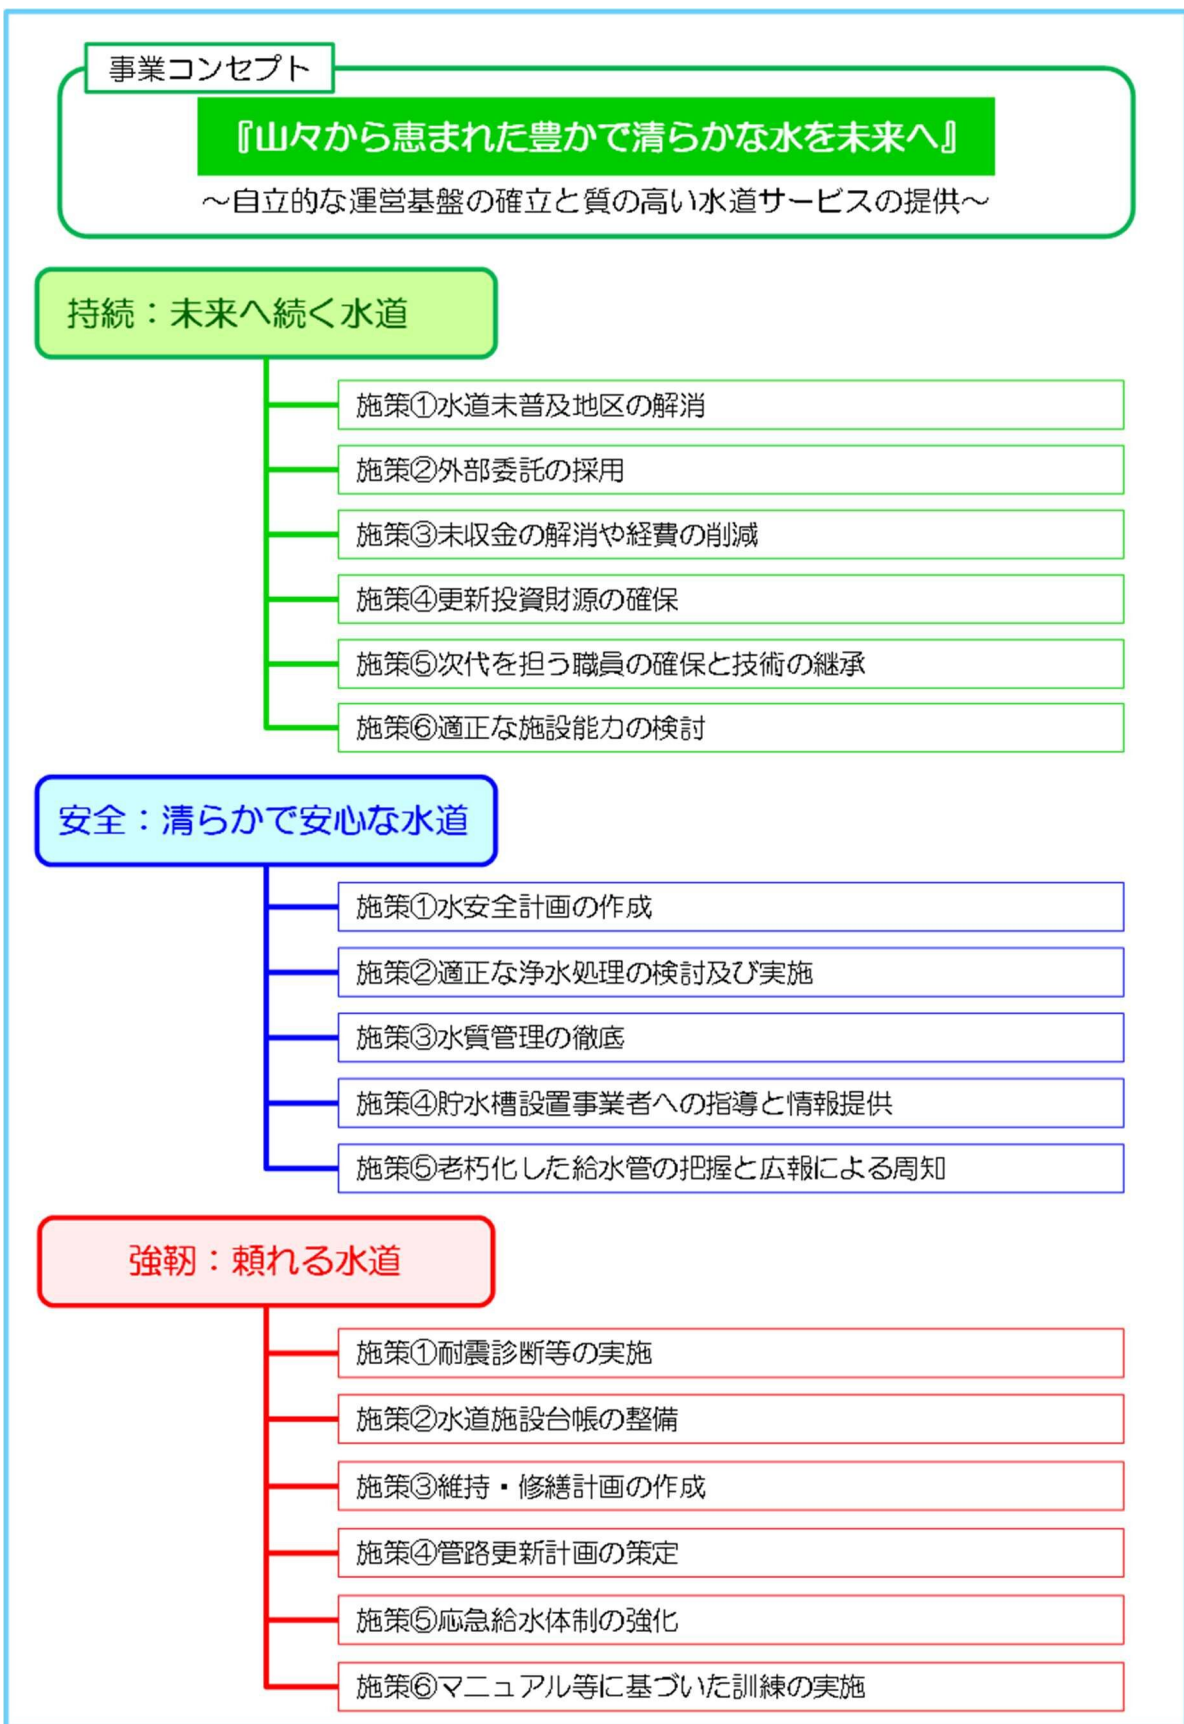 事業コンセプト
『山々から恵まれた豊かで清らかな水を未来へ』
～自立的な運営基盤の確立と質の高い水道サービスの提供～
持続：未来へ続く水道
施策①水道未普及地区の解消
施策②外部委託の採用
施策③未収金の解消や経費の削減
施策④更新投資財源の確保
施策⑤次代を担う職員の確保と技術の継承
施策⑥適正な施設能力の検討
安全：清らかで安心な水道
施策①水安全計画の作成
施策②適正な浄水処理の検討及び実施
施策③水質管理の徹底
施策④貯水槽設置事業者への指導と情報提供
施策⑤老朽化した給水管の把握と広報による周知
強靭：頼れる水道
施策①耐震診断等の実施
施策②水道施設台帳の整備
施策③維持・修繕計画の作成
施策④管路更新計画の策定
施策⑤応急給水体制の強化
施策⑥マニュアル等に基づいた訓練の実施